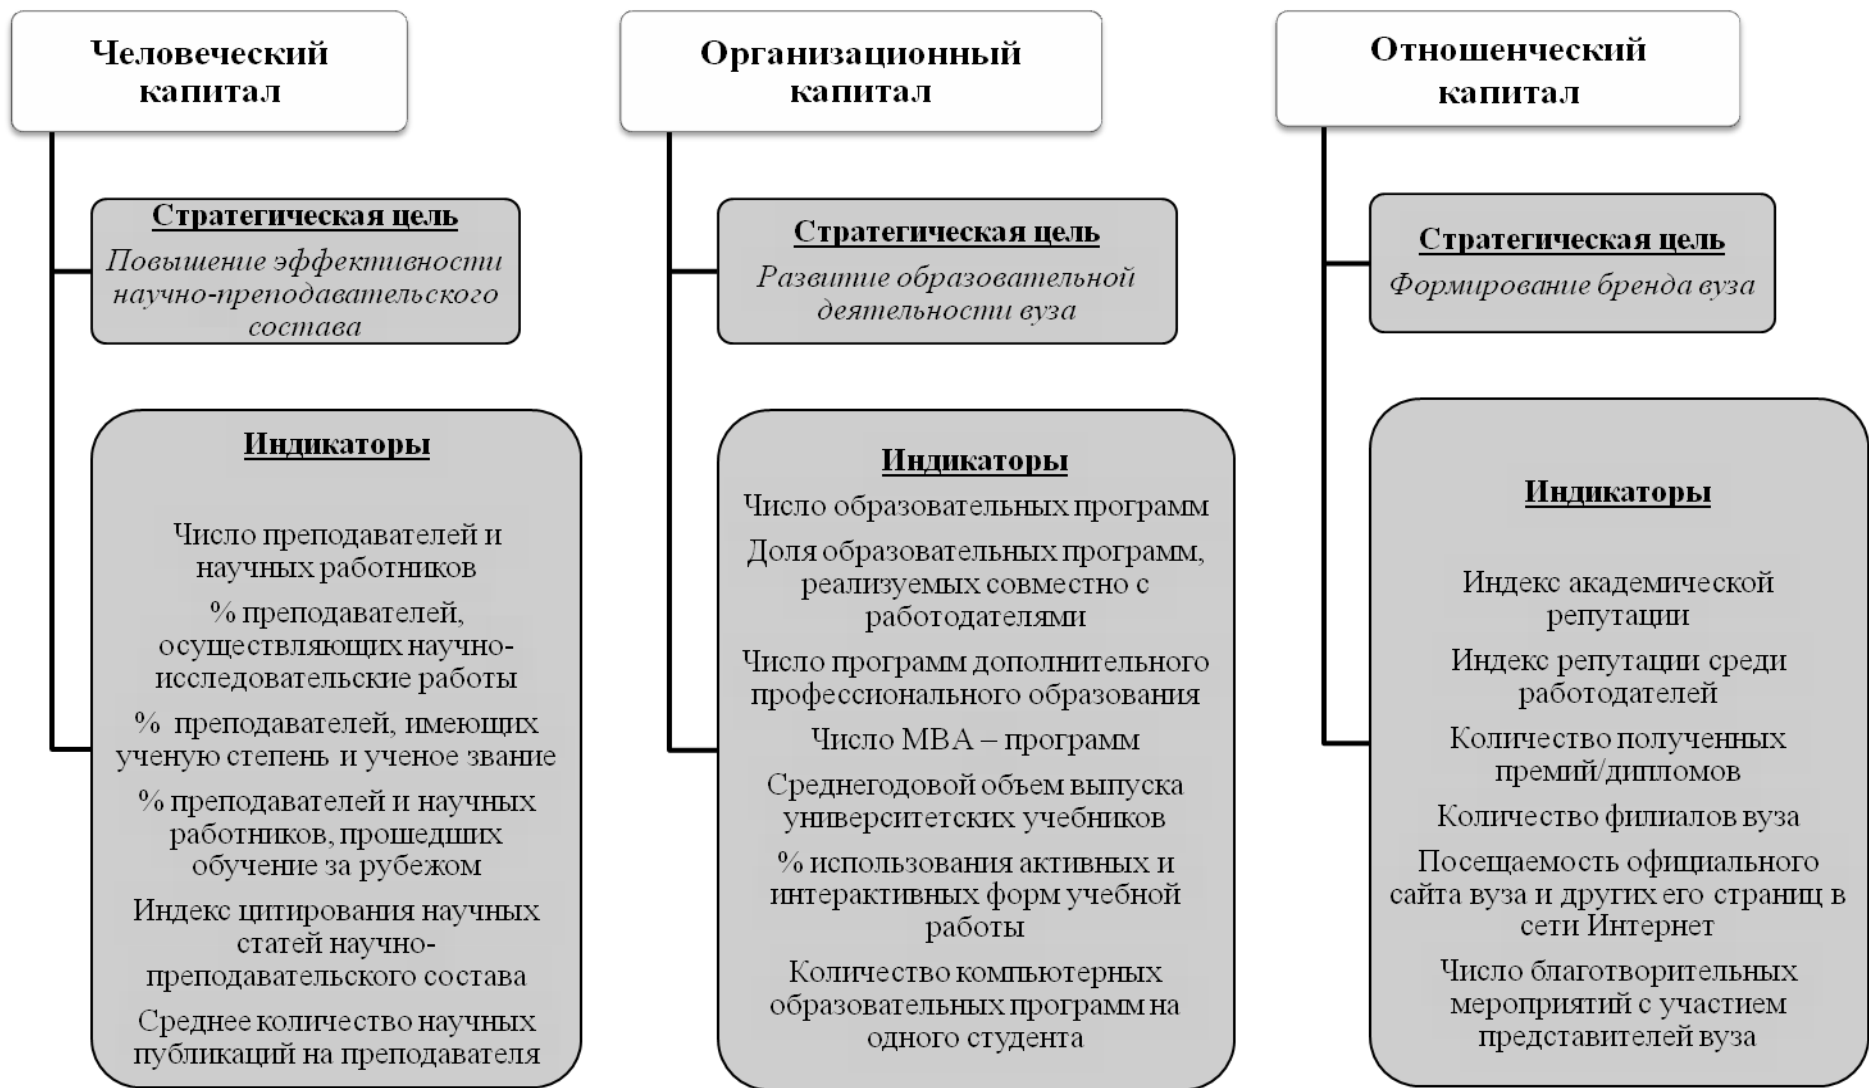 Человеческий
капитал
Стратегическая цель
Повышение эффективности
научно-преподавательского
состава
Индикаторы
Число преподавателей и
научных работников
% преподавателей,
осуществляющих научно-
исследовательские работы
% преподавателей, имеющих
ученую степень и ученое звание
% преподавателей и научных
работников, прошедших
обучение за рубежом
Индекс цитирования научных
статей научно-
преподавательского состава
Среднее количество научных
публикаций на преподавателя
Организационный
капитал
Стратегическая цель
Развитие образовательной
деятельности вуза
Индикаторы
Число образовательных программ
Доля образовательных программ,
реализуемых совместно с
работодателями
Число программ дополнительного
профессионального образования
Число МВА – программ
Среднегодовой объем выпуска
университетских учебников
% использования активных и
интерактивных форм учебной
работы
Количество компьютерных
образовательных программ на
одного студента
Отношенческий
капитал
Стратегическая цель
Формирование бренда вуза
Индикаторы
Индекс академической
репутации
Индекс репутации среди
работодателей
Количество полученных
премий/дипломов
Количество филиалов вуза
Посещаемость официального
сайта вуза и других его страниц в
сети Интернет
Число благотворительных
мероприятий с участием
представителей вуза